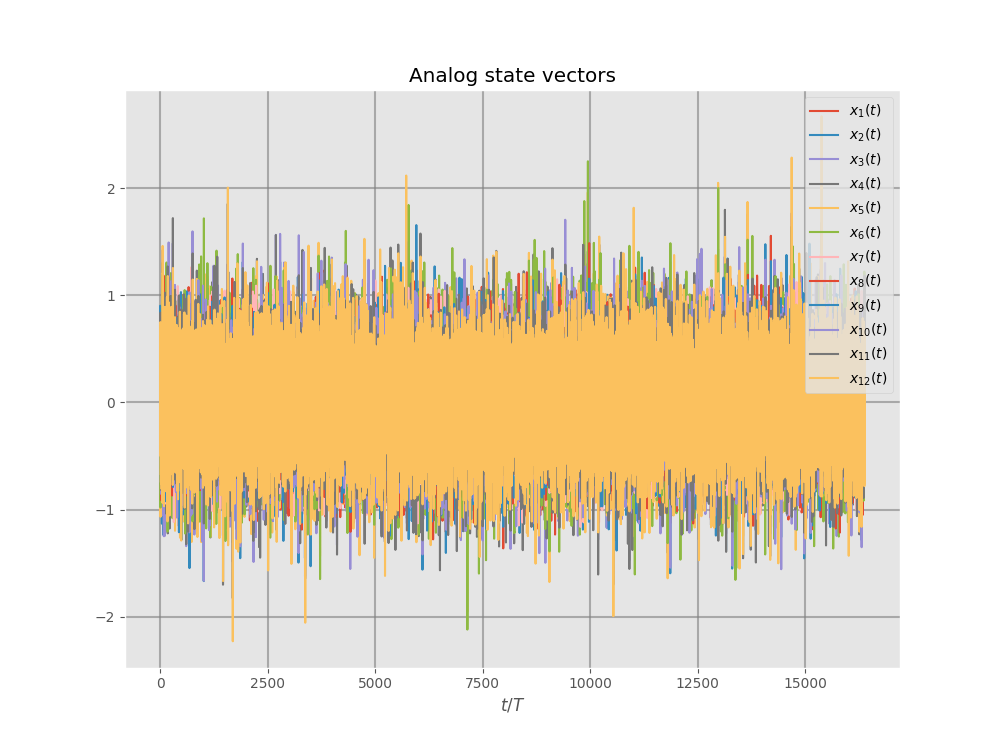 Analog state vectors
x₁(t)
x₂(t)
x₃(t)
x₄(t)
x₅(t)
x₆(t)
x₇(t)
x₈(t)
x₉(t)
x₁₀(t)
x₁₁(t)
x₁₂(t)
2
1
0
−1
−2
0 2500 5000 7500 10000 12500 15000
t/T